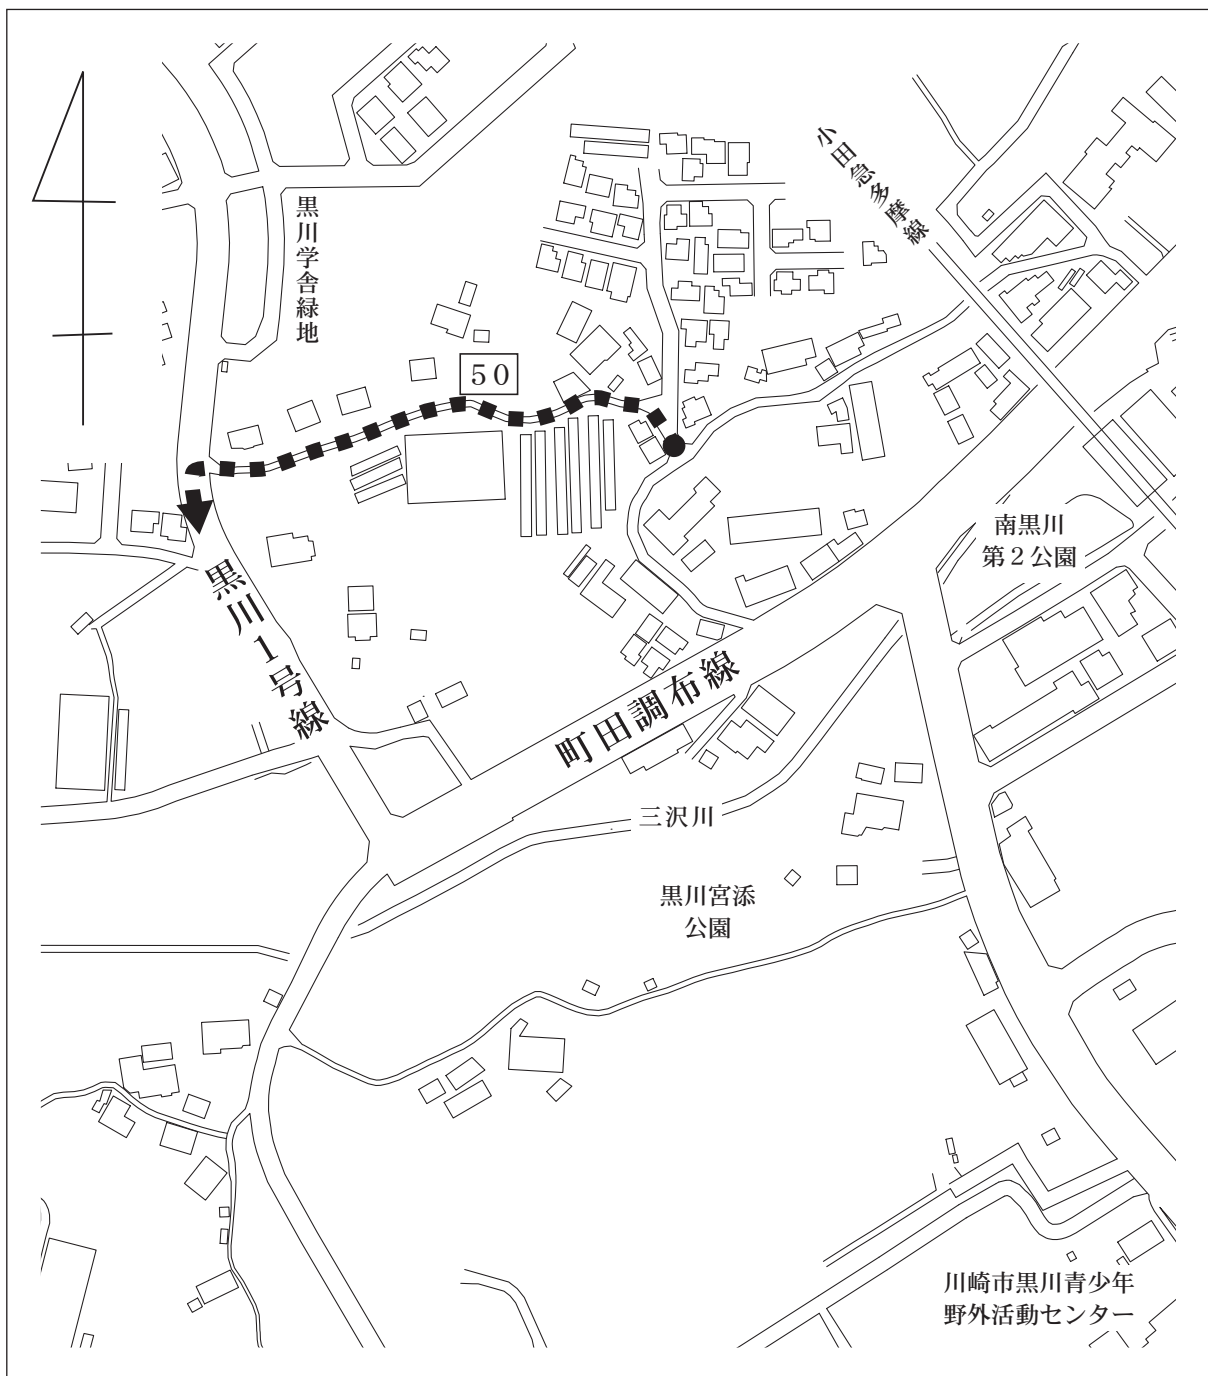 小田急多摩線
黒川学舎緑地
50
南黒川
第2公園
黒川1号線
町田調布線
三沢川
黒川宮添
公園
川崎市黒川青少年
野外活動センター